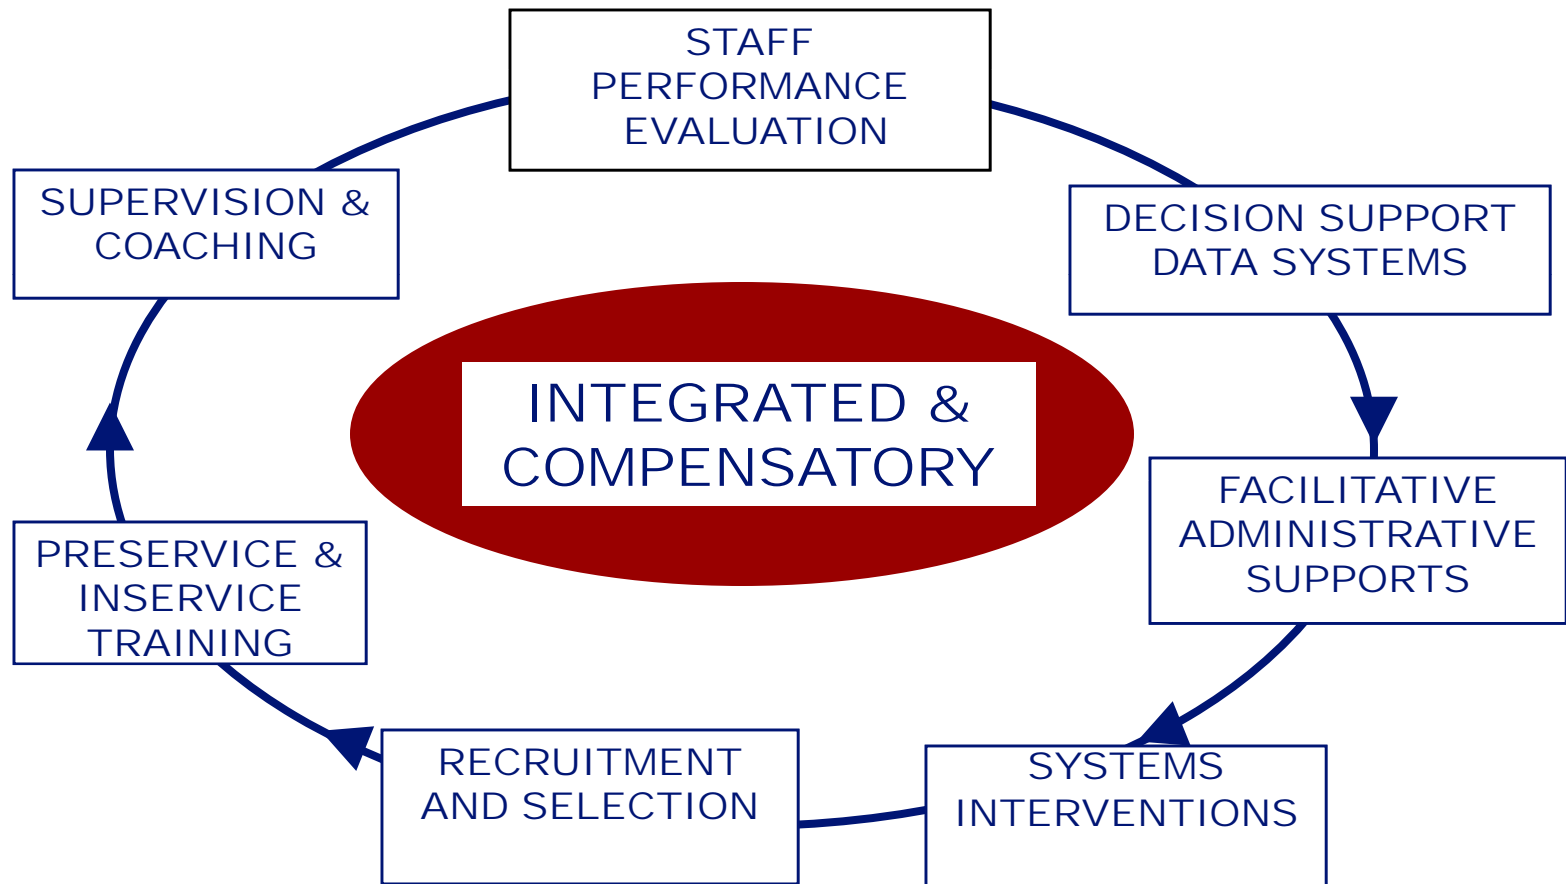 STAFF
PERFORMANCE
EVALUATION
SUPERVISION &
COACHING
DECISION SUPPORT
DATA SYSTEMS
INTEGRATED &
COMPENSATORY
FACILITATIVE
ADMINISTRATIVE
SUPPORTS
PRESERVICE &
INSERVICE
TRAINING
RECRUITMENT
AND SELECTION
SYSTEMS
INTERVENTIONS